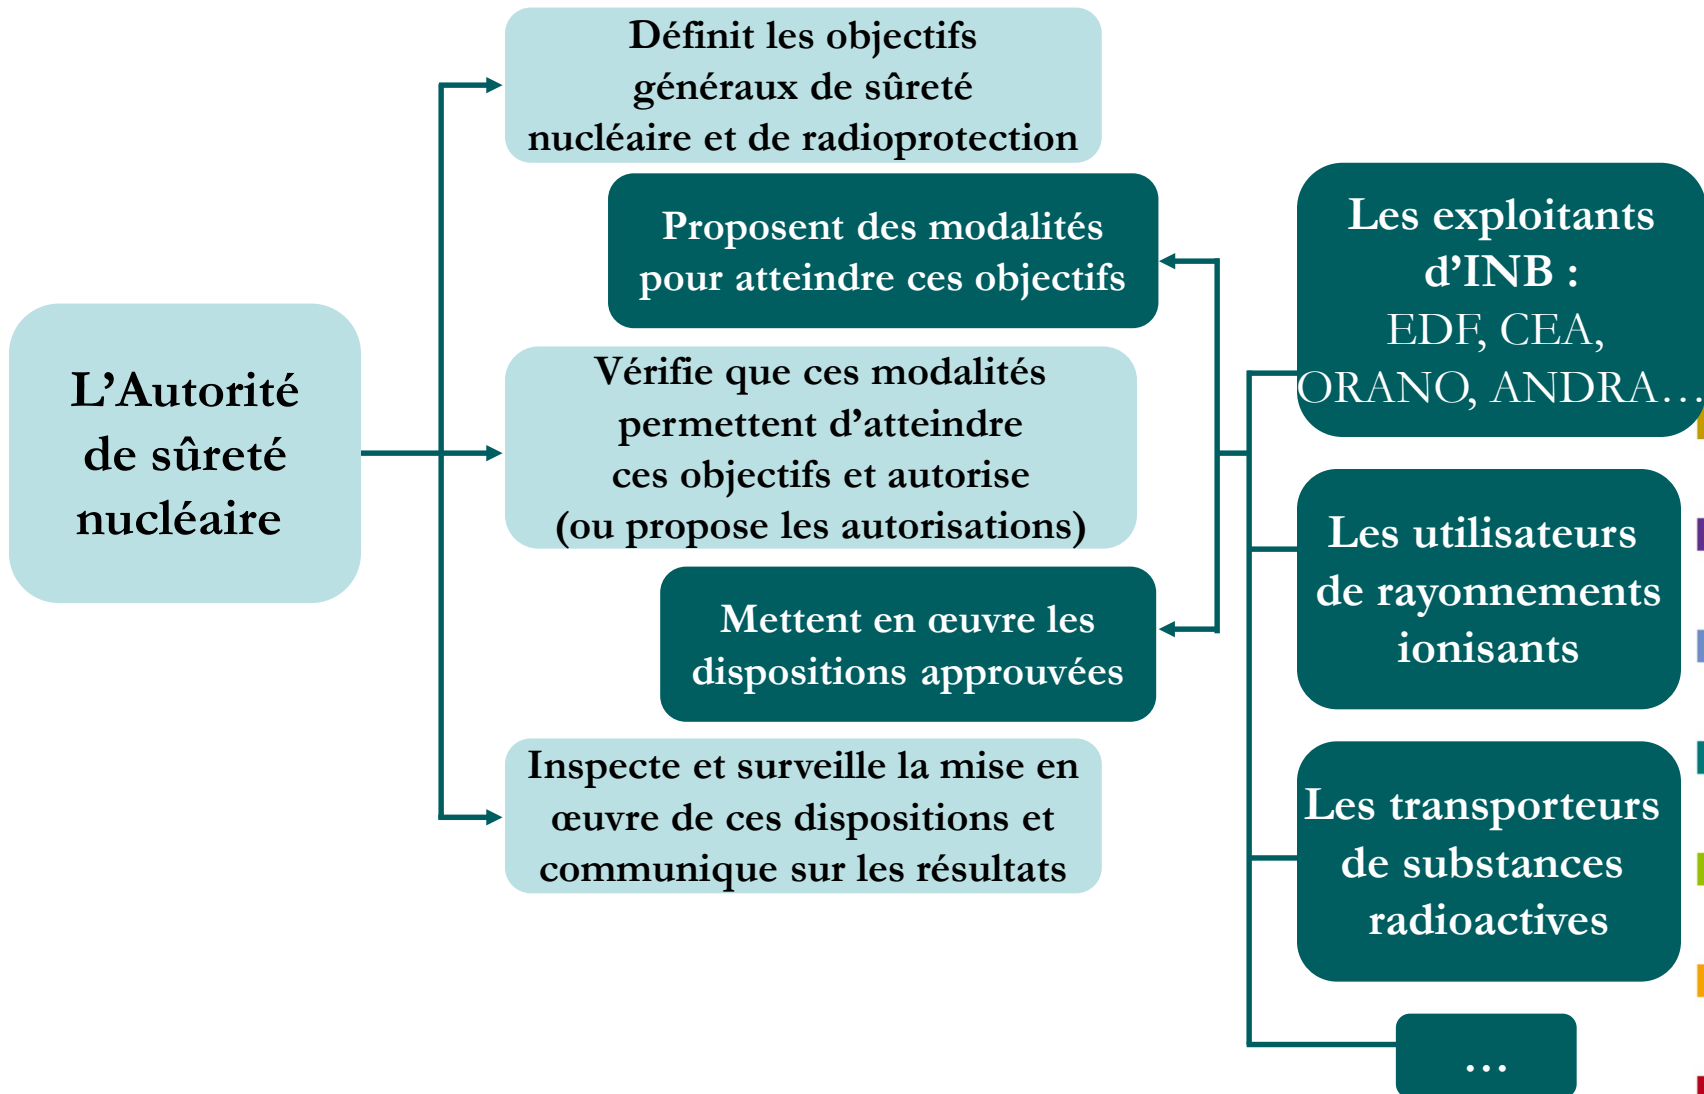 L’Autorité
de sûreté
nucléaire
Définit les objectifs
généraux de sûreté
nucléaire et de radioprotection
Proposent des modalités
pour atteindre ces objectifs
Vérifie que ces modalités
permettent d’atteindre
ces objectifs et autorise
(ou propose les autorisations)
Mettent en œuvre les
dispositions approuvées
Inspecte et surveille la mise en
œuvre de ces dispositions et
communique sur les résultats
Les exploitants
d’INB :
EDF, CEA,
ORANO, ANDRA…
Les utilisateurs
de rayonnements
ionisants
Les transporteurs
de substances
radioactives
…